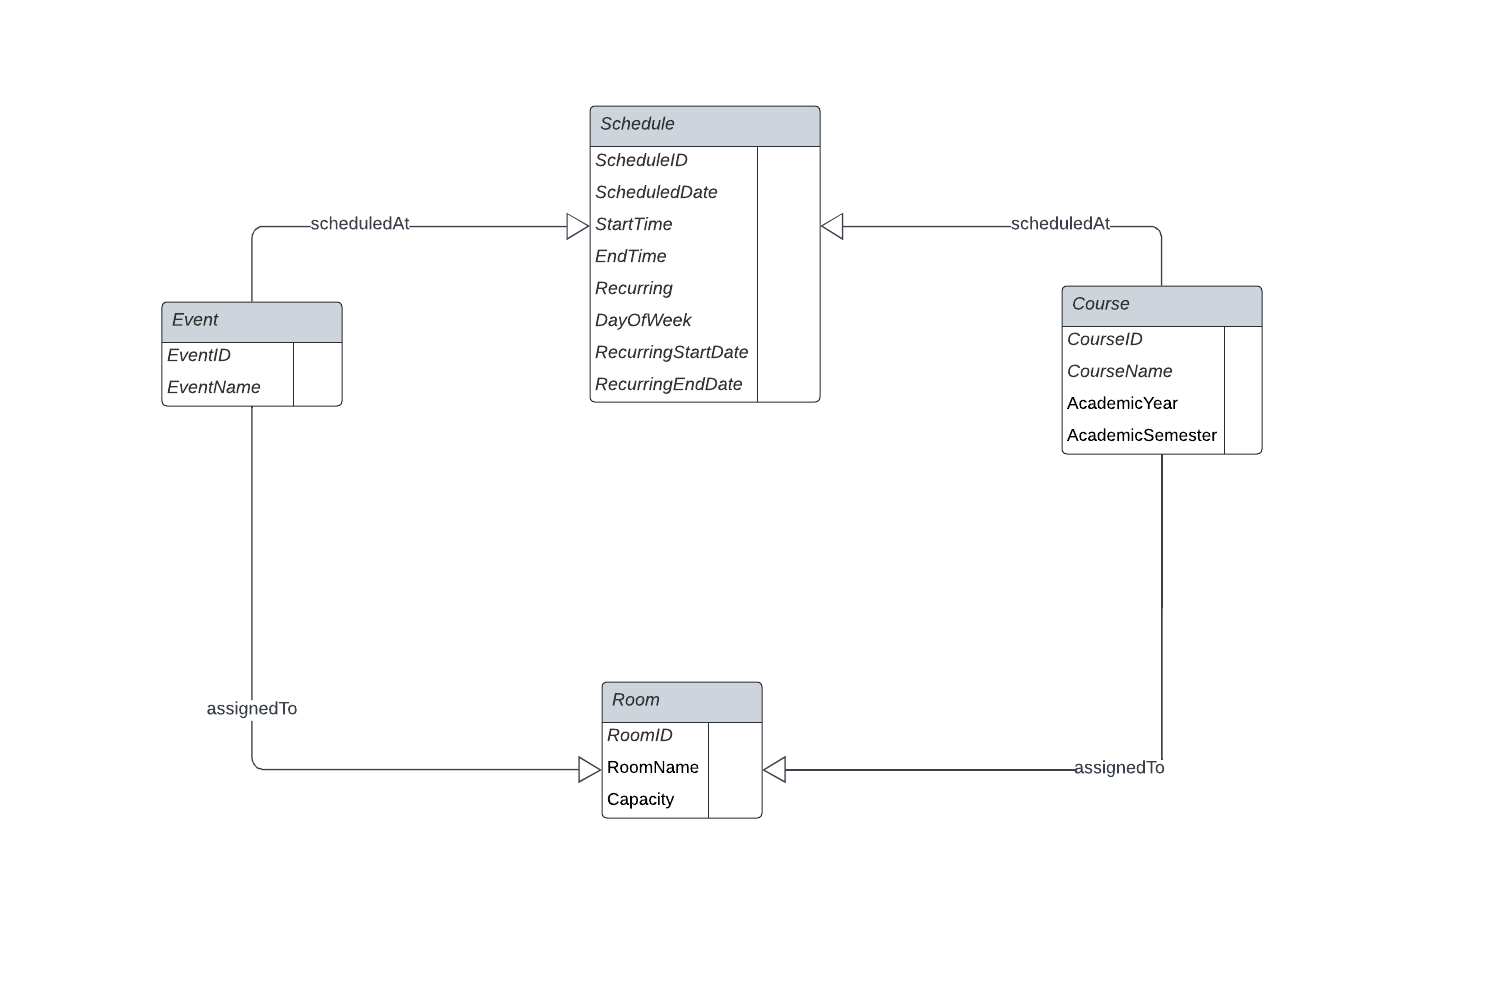 Schedule
ScheduleID
ScheduledDate
StartTime
EndTime
Recurring
DayOfWeek
RecurringStartDate
RecurringEndDate
scheduledAt
scheduledAt
Event
EventID
EventName
Course
CourseID
CourseName
AcademicYear
AcademicSemester
assignedTo
Room
RoomID
RoomName
Capacity
assignedTo